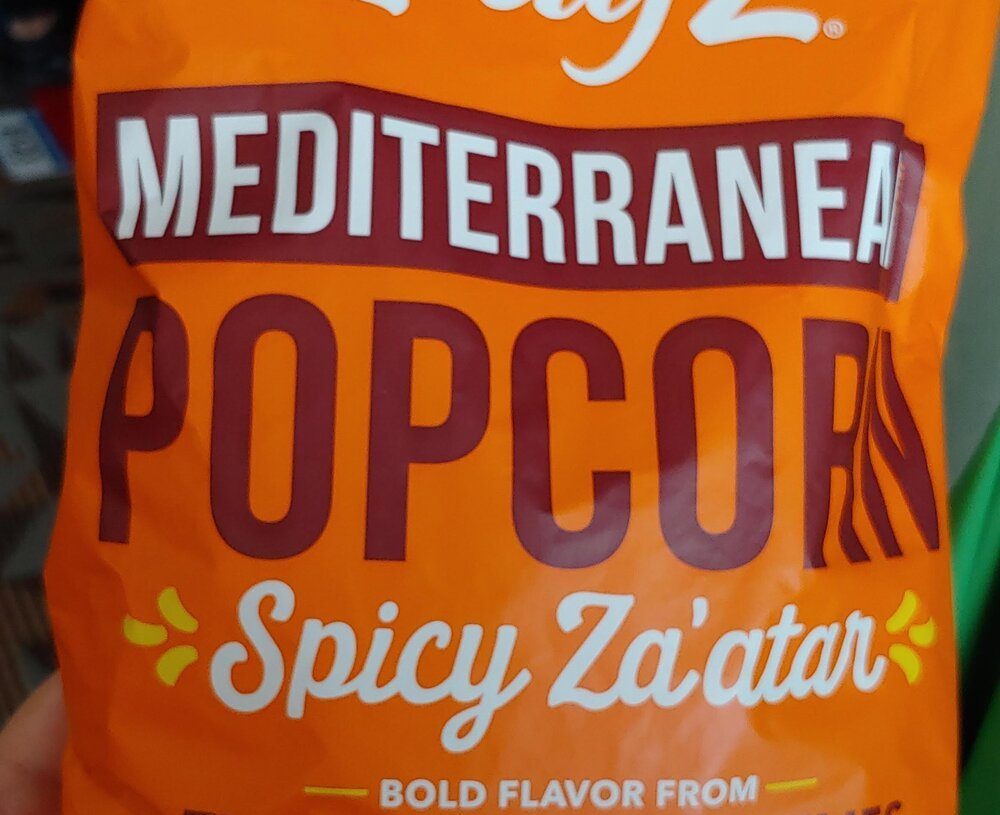 MEDITERRANEAN
POPCORN
Spicy Za'atar
BOLD FLAVOR FROM